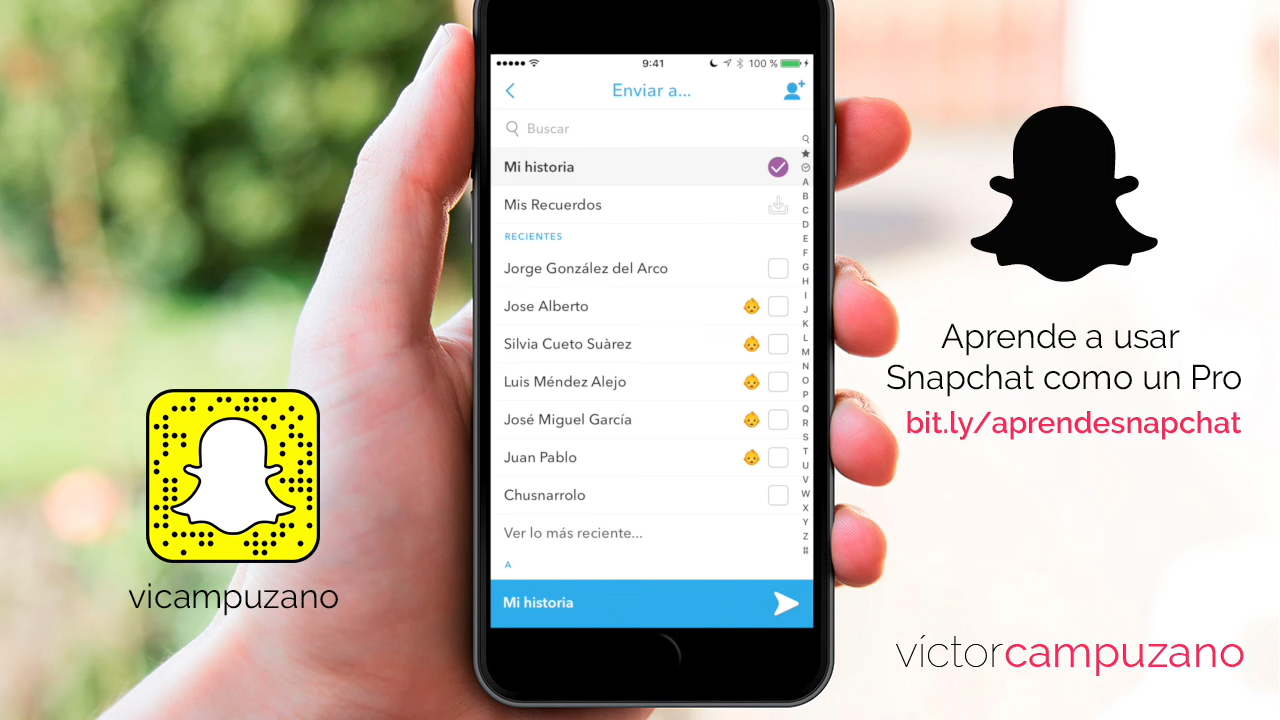 9:41
100 %
Enviar a...
Buscar
Mi historia
Mis Recuerdos
RECIENTES
Jorge González del Arco
Jose Alberto
Silvia Cueto Suàrez
Luis Méndez Alejo
José Miguel García
Juan Pablo
Chusnarrolo
Ver lo más reciente...
A
Mi historia
A
B
C
D
E
F
G
H
I
J
K
L
M
N
O
P
Q
R
S
T
U
V
W
X
Y
Z
#
vicampuzano
Aprende a usar
Snapchat como un Pro
bit.ly/aprendesnapchat
víctorcampuzano